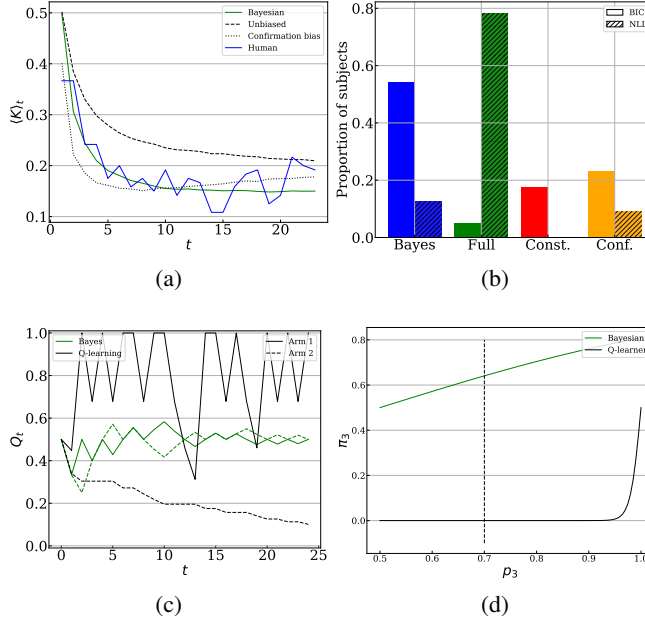 0.5
0.4
0.3
0.2
0.1
⟨K⟩t
0
5
10
15
20
t
Bayesian
Unbiased
Confirmation bias
Human
(a)
0.8
0.6
0.4
0.2
0.0
Proportion of subjects
BIC
NLL
Bayes
Full
Const.
Conf.
(b)
1.0
0.8
0.6
0.4
0.2
0.0
Qt
Bayes
Q-learning
Arm 1
Arm 2
0
5
10
15
20
25
t
(c)
0.8
0.6
0.4
0.2
0.0
π3
Bayesian
Q-learner
0.5
0.6
0.7
0.8
0.9
1.0
p3
(d)